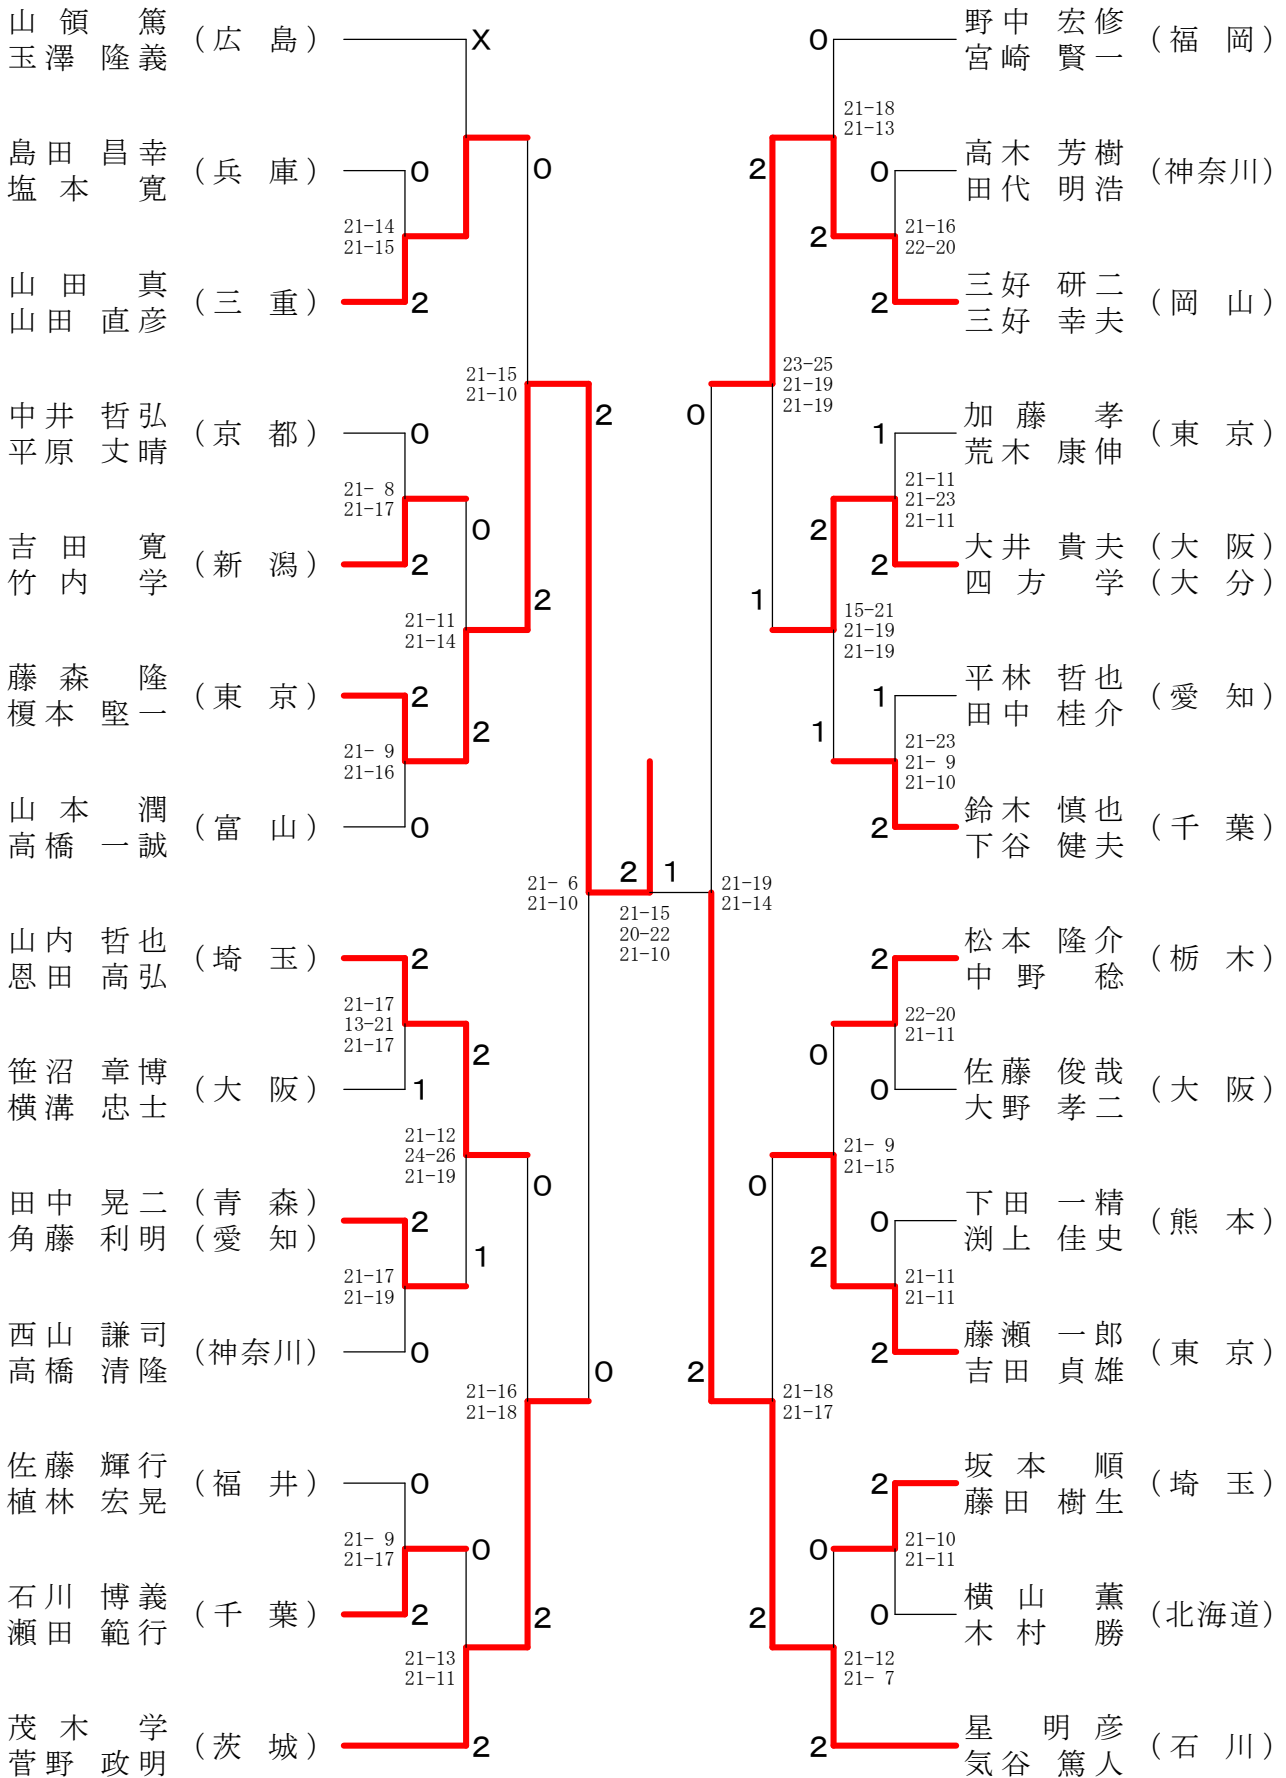 山領 篤
玉澤 隆義
(広島)
X
島田 昌幸
塩本 寛
(兵庫)
0
0
21-14
21-15
山田 真
山田 直彦
(三重)
2
21-15
21-10
中井 哲弘
平原 丈晴
(京都)
0
2
21- 8
21-17
0
吉田 寛
竹内 学
(新潟)
2
2
21-11
21-14
藤森 隆
榎本 堅一
(東京)
2
2
21- 9
21-16
山本 潤
高橋 一誠
(富山)
0
21- 6
21-10
2
1
21-15
20-22
21-10
山内 哲也
恩田 高弘
(埼玉)
2
21-17
13-21
21-17
2
笹沼 章博
横溝 忠士
(大阪)
1
21-12
24-26
21-19
0
田中 晃二 (青森)
角藤 利明 (愛知)
2
1
21-17
21-19
西山 謙司
高橋 清隆
(神奈川)
0
0
21-16
21-18
佐藤 輝行
植林 宏晃
(福井)
0
21- 9
21-17
0
石川 博義
瀬田 範行
(千葉)
2
2
21-13
21-11
茂木 学
菅野 政明
(茨城)
2
0
野中 宏修
宮崎 賢一
(福岡)
21-18
21-13
2
0
高木 芳樹
田代 明浩
(神奈川)
2
21-16
22-20
2
三好 研二
三好 幸夫
(岡山)
23-25
21-19
21-19
0
1
加藤 孝
荒木 康伸
(東京)
21-11
21-23
21-11
2
2
大井 貴夫 (大阪)
四方 学 (大分)
1
15-21
21-19
21-19
1
平林 哲也
田中 桂介
(愛知)
1
21-23
21- 9
21-10
2
鈴木 慎也
下谷 健夫
(千葉)
21-19
21-14
2
松本 隆介
中野 稔
(栃木)
22-20
21-11
0
0
佐藤 俊哉
大野 孝二
(大阪)
21- 9
21-15
0
0
下田 一精
渕上 佳史
(熊本)
2
21-11
21-11
2
藤瀬 一郎
吉田 貞雄
(東京)
2
21-18
21-17
2
坂本 順
藤田 樹生
(埼玉)
0
21-10
21-11
2
0
横山 薫
木村 勝
(北海道)
21-12
21- 7
2
星 明彦
気谷 篤人
(石川)